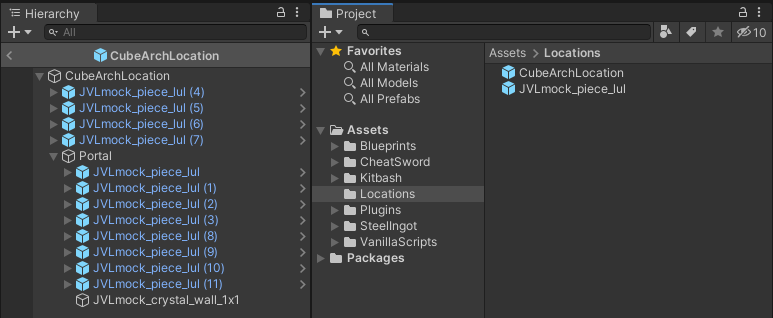 Hierarchy
All
CubeArchLocation
CubeArchLocation
JVLmock_piece_lul (4)
JVLmock_piece_lul (5)
JVLmock_piece_lul (6)
JVLmock_piece_lul (7)
Portal
JVLmock_piece_lul
JVLmock_piece_lul (1)
JVLmock_piece_lul (2)
JVLmock_piece_lul (3)
JVLmock_piece_lul (8)
JVLmock_piece_lul (9)
JVLmock_piece_lul (10)
JVLmock_piece_lul (11)
JVLmock_crystal_wall_1x1
Project
10
Favorites
All Materials
All Models
All Prefabs
Assets
Blueprints
CheatSword
Kitbash
Locations
Plugins
SteelIngot
VanillaScripts
Packages
Assets > Locations
CubeArchLocation
JVLmock_piece_lul